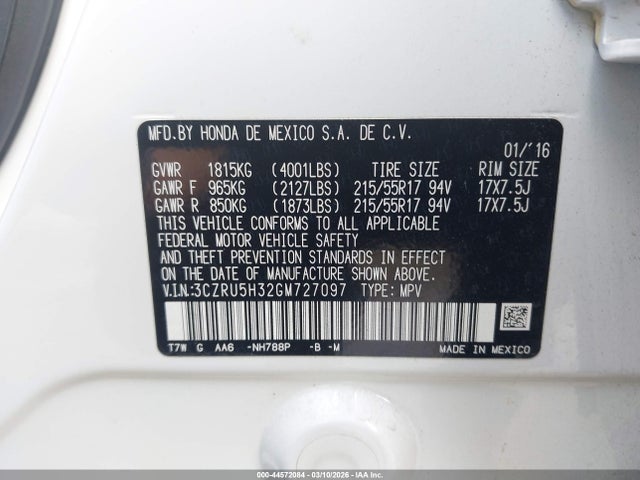 MFD.BY HONDA DE MEXICO S.A. DE C.V.
01/'16
GVWR 1815KG (4001LBS) TIRE SIZE RIM SIZE
GAWR F 965KG (2127LBS) 215/55R17 94V 17X7.5J
GAWR R 850KG (1873LBS) 215/55R17 94V 17X7.5J
THIS VEHICLE CONFORMS TO ALL APPLICABLE
FEDERAL MOTOR VEHICLE SAFETY
AND THEFT PREVENTION STANDARDS IN EFFECT
ON THE DATE OF MANUFACTURE SHOWN ABOVE.
V.I.N.:3CZRU5H32GM727097 TYPE: MPV
T7W G AA6 -NH788P -B -M
MADE IN MEXICO
000-44572084 - 03/10/2026 - IAA Inc.